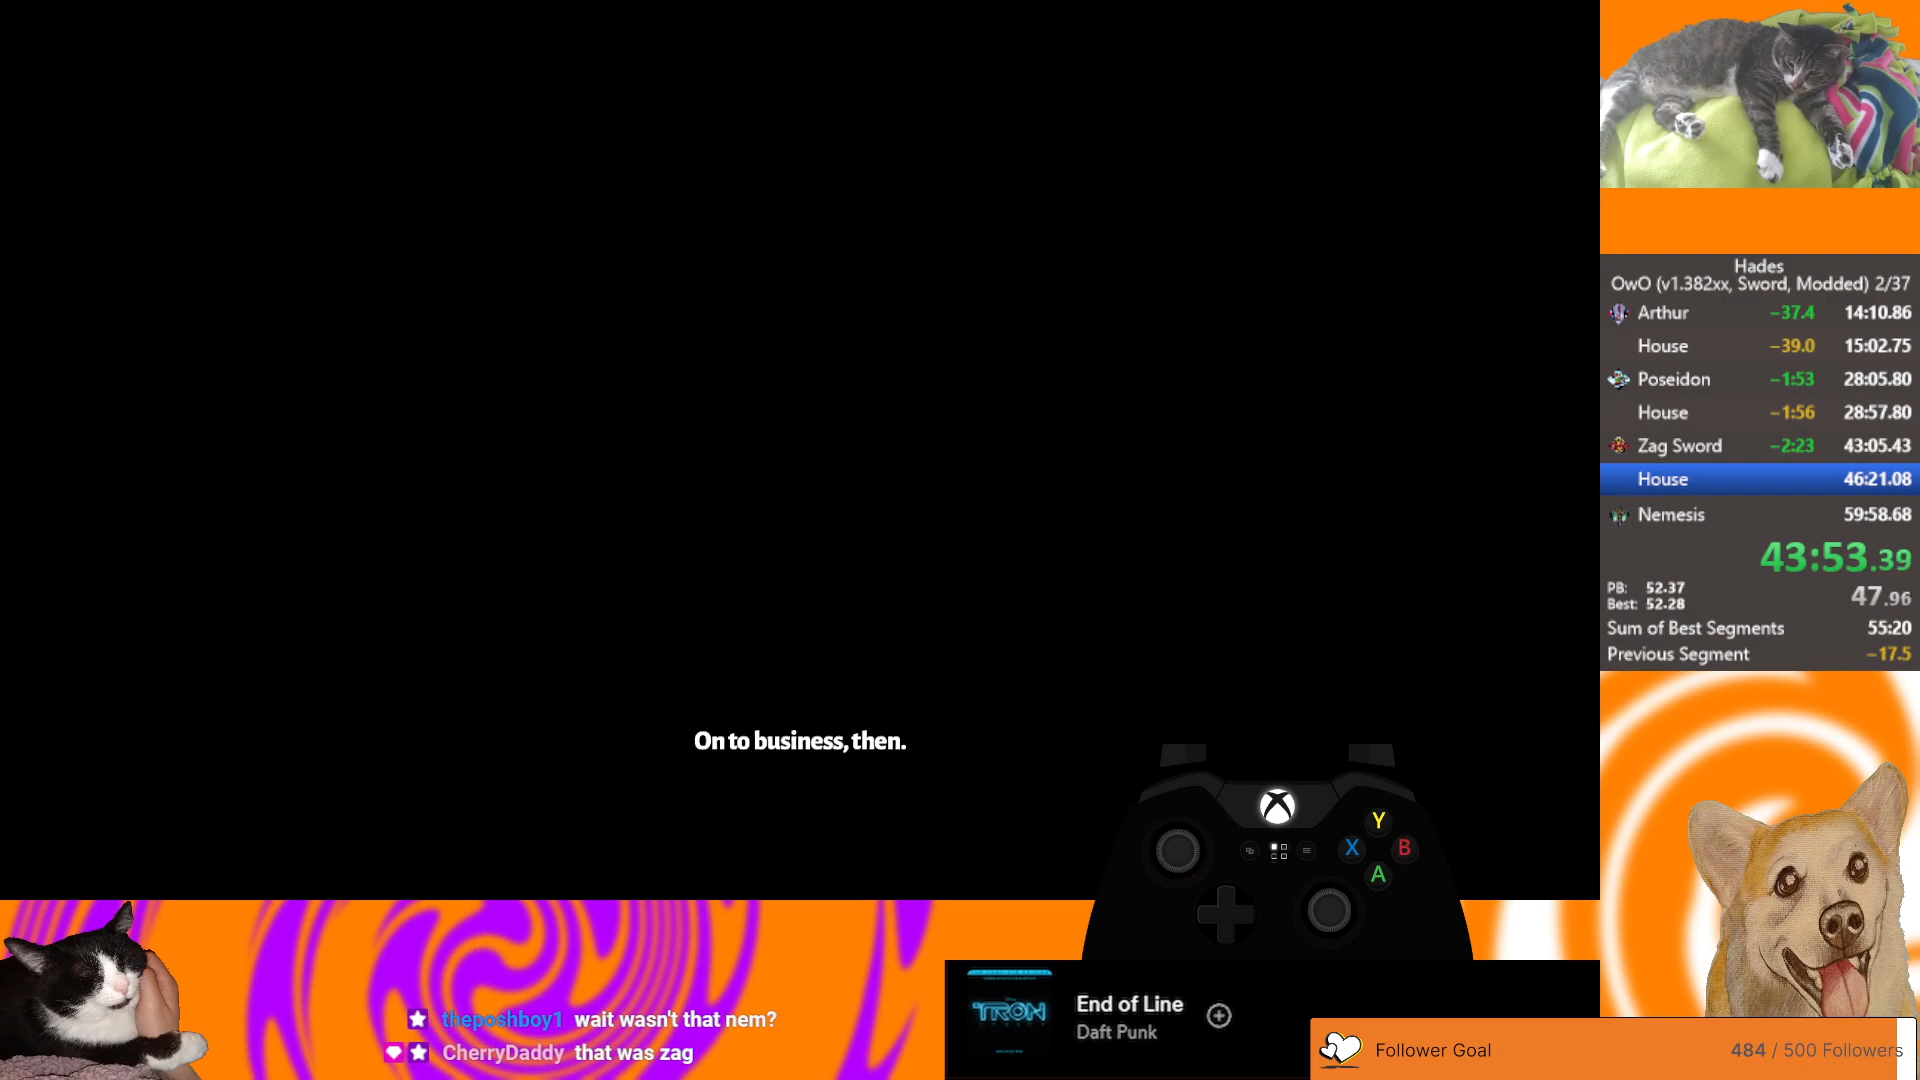 Hades
OwO (v1.382xx, Sword, Modded) 2/37
Arthur -37.4 14:10.86
House -39.0 15:02.75
Poseidon -1:53 28:05.80
House -1:56 28:57.80
Zag Sword -2:23 43:05.43
House 46:21.08
Nemesis 59:58.68
43:53.39
PB: 52.37
Best: 52.28
47.96
Sum of Best Segments 55:20
Previous Segment -17.5
On to business, then.
Y
X B
A
theposhboy1 wait wasn't that nem?
CherryDaddy that was zag
TRON
End of Line
Daft Punk
Follower Goal 484 / 500 Followers